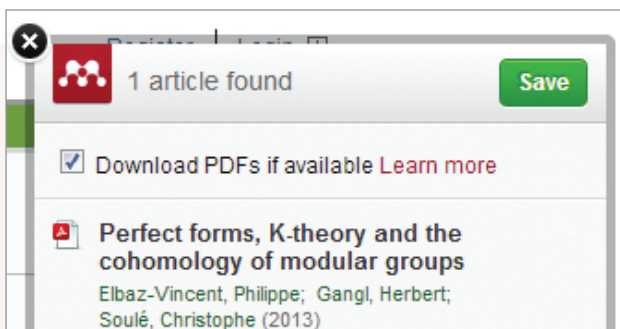 Register | Login
1 article found
Save
Download PDFs if available Learn more
Perfect forms, K-theory and the
cohomology of modular groups
Elbaz-Vincent, Philippe; Gangl, Herbert;
Soulé, Christophe (2013)